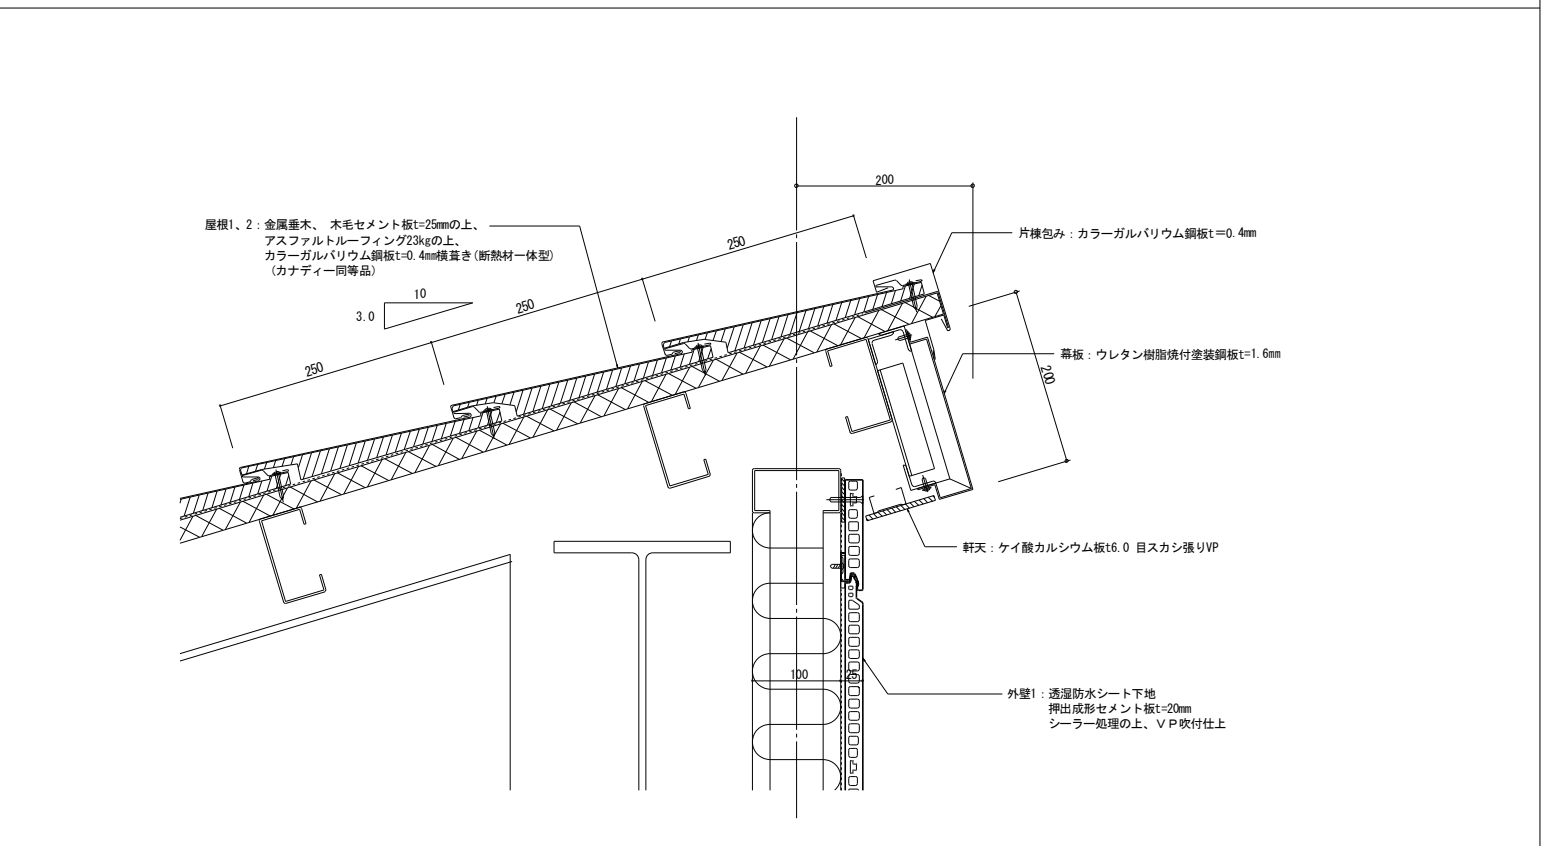 200
屋根1、2：金属垂木、 木毛セメント板t=25mmの上、
アスファルトルーフィング23kgの上、
カラーガルバリウム鋼板t=0.4mm横葺き(断熱材一体型)
（カナディー同等品）
250
片棟包み：カラーガルバリウム鋼板t＝0.4mm
10
3.0
250
250
幕板：ウレタン樹脂焼付塗装鋼板t=1.6mm
200
軒天：ケイ酸カルシウム板t6.0 目スカシ張りVP
100
25
外壁1：透湿防水シート下地
押出成形セメント板t=20mm
シーラー処理の上、ＶＰ吹付仕上